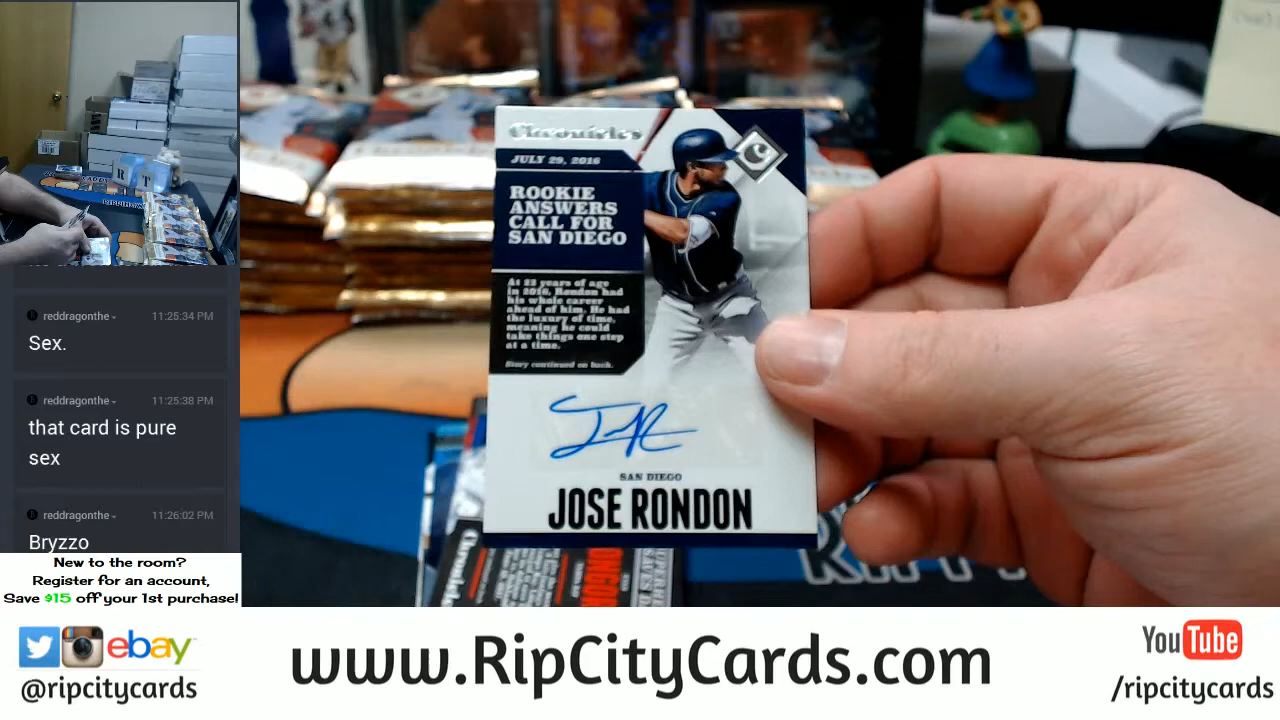 reddragonthe 11:25:34 PM
Sex.
reddragonthe 11:25:38 PM
that card is pure
sex
reddragonthe 11:26:02 PM
Bryzzo
New to the room?
Register for an account,
Save $15 off your 1st purchase!
R T
Chronicles
C
JULY 29, 2016
ROOKIE
ANSWERS
CALL FOR
SAN DIEGO
At 22 years of age
in 2016, Rondon had
his whole career
ahead of him. He had
the luxury of time,
meaning he could
take things one step
at a time.
Story continued on back.
SAN DIEGO
JOSE RONDON
Chronicles
ebay
@ripcitycards
www.RipCityCards.com
YouTube
/ripcitycards